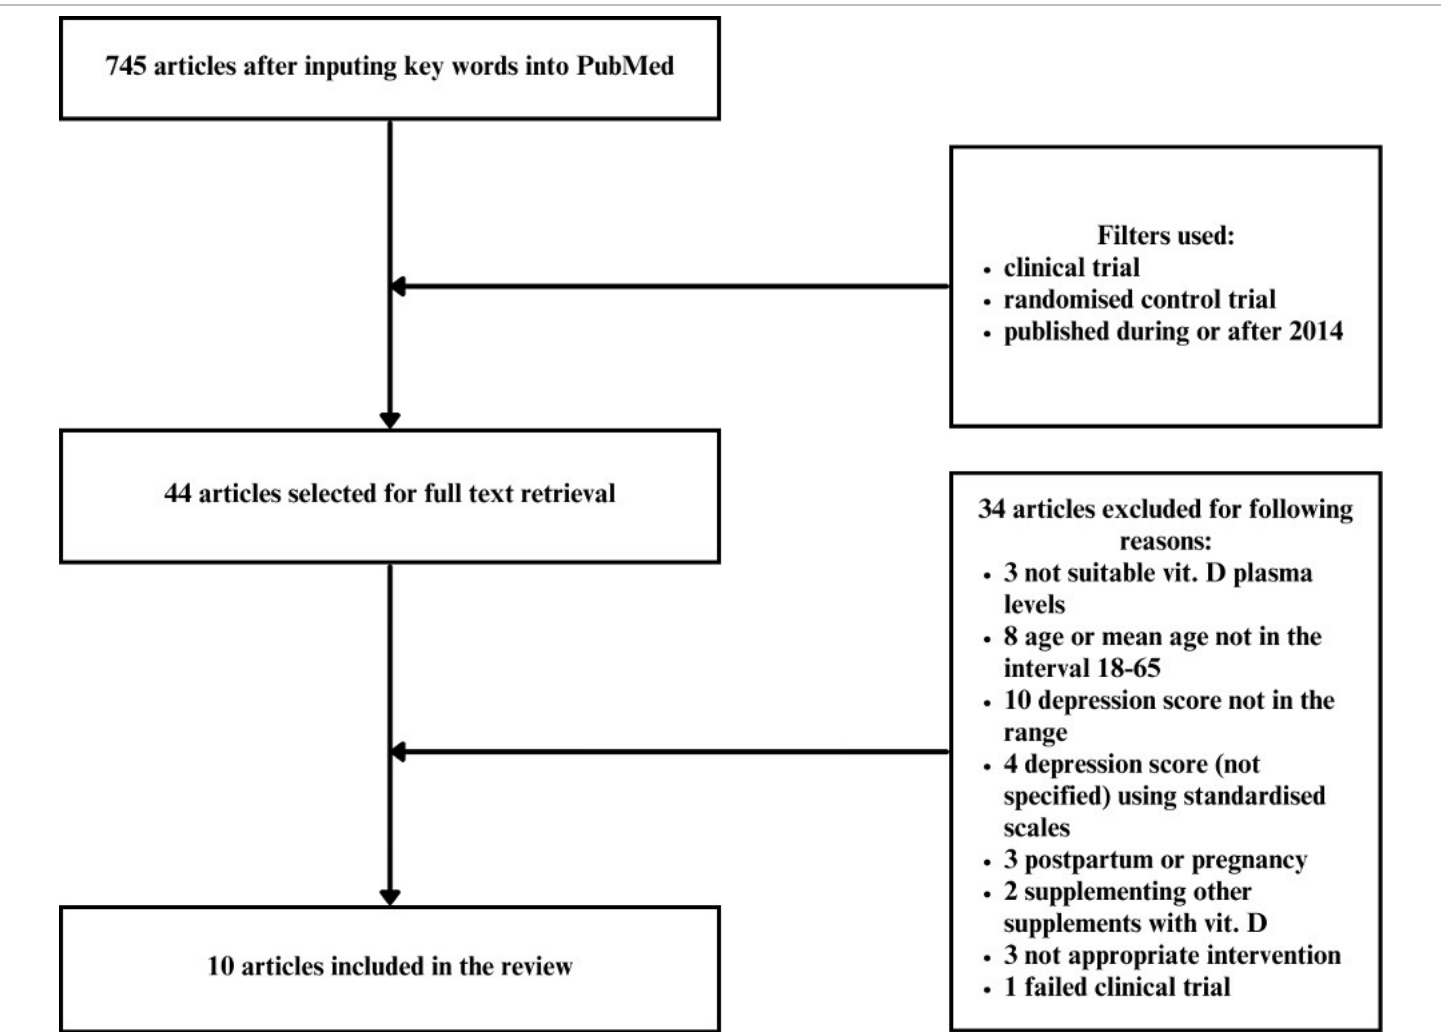 745 articles after inputing key words into PubMed
Filters used:
• clinical trial
• randomised control trial
• published during or after 2014
44 articles selected for full text retrieval
34 articles excluded for following
reasons:
• 3 not suitable vit. D plasma
levels
• 8 age or mean age not in the
interval 18-65
• 10 depression score not in the
range
• 4 depression score (not
specified) using standardised
scales
• 3 postpartum or pregnancy
• 2 supplementing other
supplements with vit. D
• 3 not appropriate intervention
• 1 failed clinical trial
10 articles included in the review